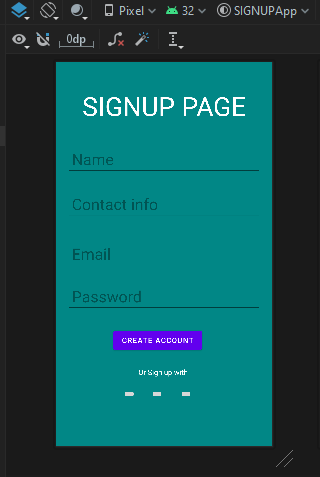 Pixel 32 SIGNUPApp
0dp
SIGNUP PAGE
Name
Contact info
Email
Password
CREATE ACCOUNT
Or Sign up with